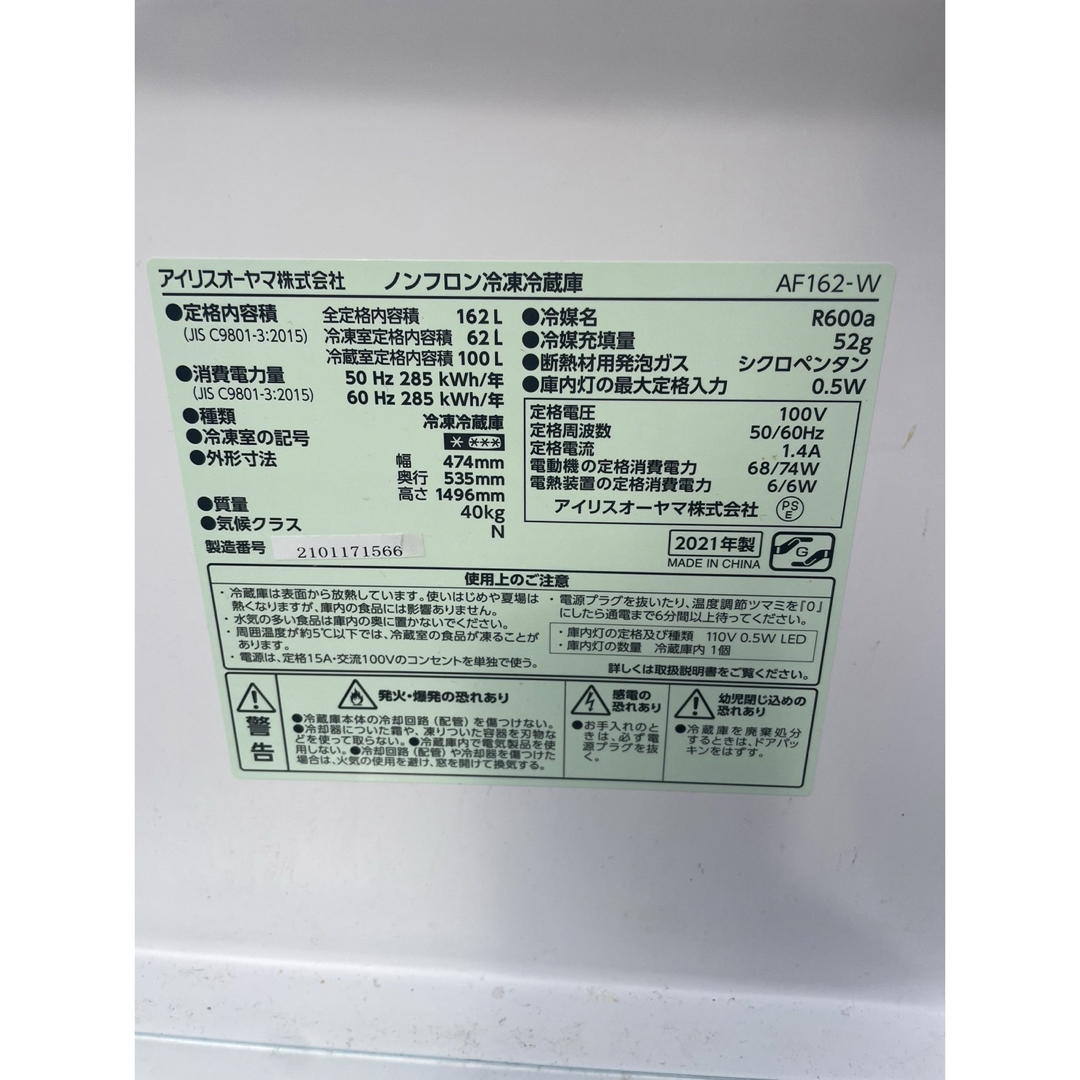 アイリスオーヤマ株式会社 ノンフロン冷凍冷蔵庫 AF162-W
●定格内容積 全定格内容積 162L
(JIS C9801-3:2015) 冷凍室定格内容積 62L
冷蔵室定格内容積 100L
●消費電力量 50 Hz 285 kWh/年
(JIS C9801-3:2015) 60 Hz 285 kWh/年
●種類 冷凍冷蔵庫
●冷凍室の記号 * ***
●外形寸法 幅 474mm
奥行 535mm
高さ 1496mm
●質量 40kg
●気候クラス N
製造番号 2101171566
●冷媒名 R600a
●冷媒充填量 52g
●断熱材用発泡ガス シクロペンタン
●庫内灯の最大定格入力 0.5W
定格電圧 100V
定格周波数 50/60Hz
定格電流 1.4A
電動機の定格消費電力 68/74W
電熱装置の定格消費電力 6/6W
アイリスオーヤマ株式会社 PSE
2021年製
MADE IN CHINA
G
使用上のご注意
・冷蔵庫は表面から放熱しています。使いはじめや夏場は
熱くなりますが、庫内の食品には影響ありません。
・水気の多い食品は庫内の奥に置かないでください。
・周囲温度が約5℃以下では、冷蔵室の食品が凍ることが
あります。
・電源は、定格15A・交流100Vのコンセントを単独で使う。
・電源プラグを抜いたり、温度調節ツマミを「0」
にしたら通電まで6分間以上待ってください。
・庫内灯の定格及び種類 110V 0.5W LED
・庫内灯の数量 冷蔵庫内 1個
詳しくは取扱説明書をご覧ください。
警告
発火・爆発の恐れあり
●冷蔵庫本体の冷却回路（配管）を傷つけない。
●冷却器についた霜や、凍りついた容器を刃物な
どを使って取らない。●冷蔵庫内で電気製品を使
用しない。●冷却回路（配管）や冷却器を傷つけた
場合は、火気の使用を避け、窓を開けて換気する。
感電の
恐れあり
●お手入れのと
きは、必ず電
源プラグを抜
く。
幼児閉じ込めの
恐れあり
●冷蔵庫を廃棄処分
するときは、ドアパッ
キンをはずす。